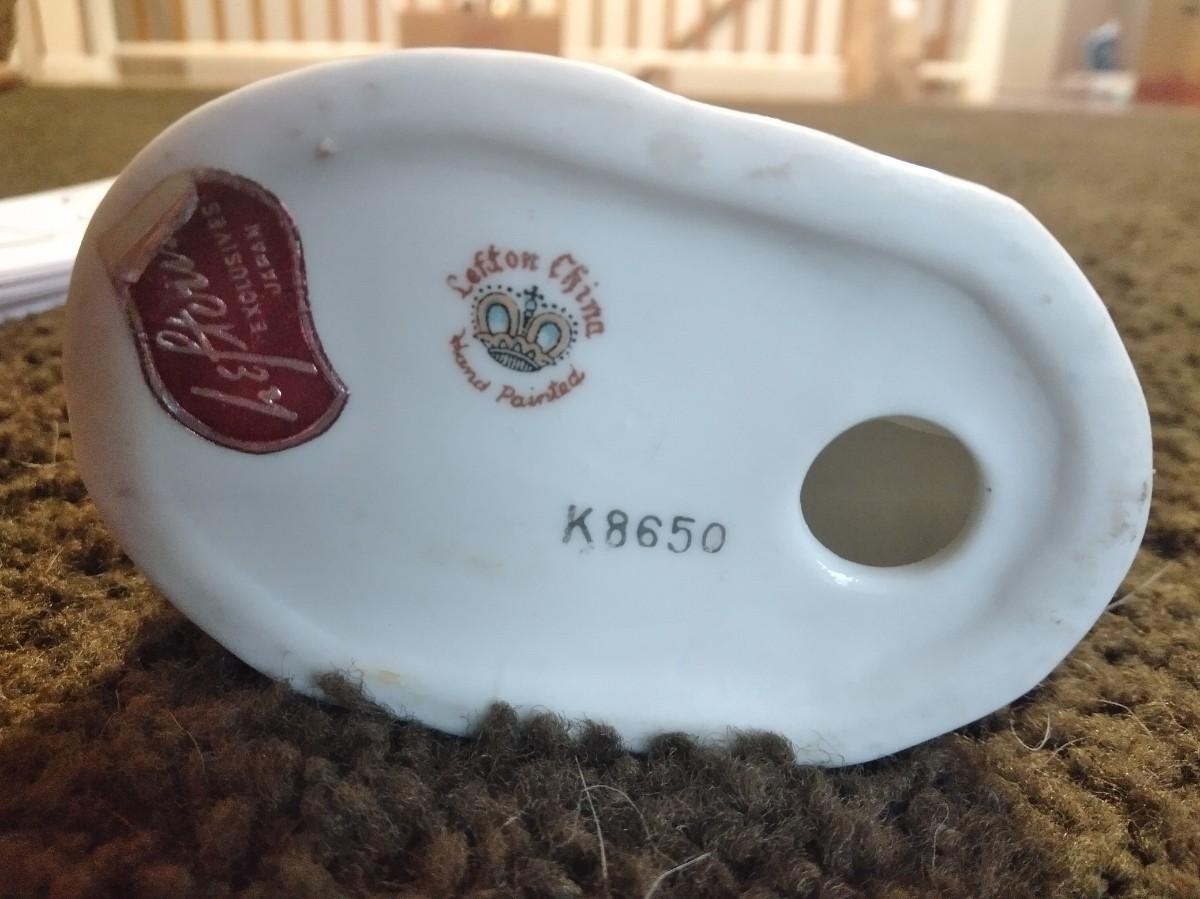 Lefton China
Hand Painted
K8650
EXCLUSIVES
JAPAN